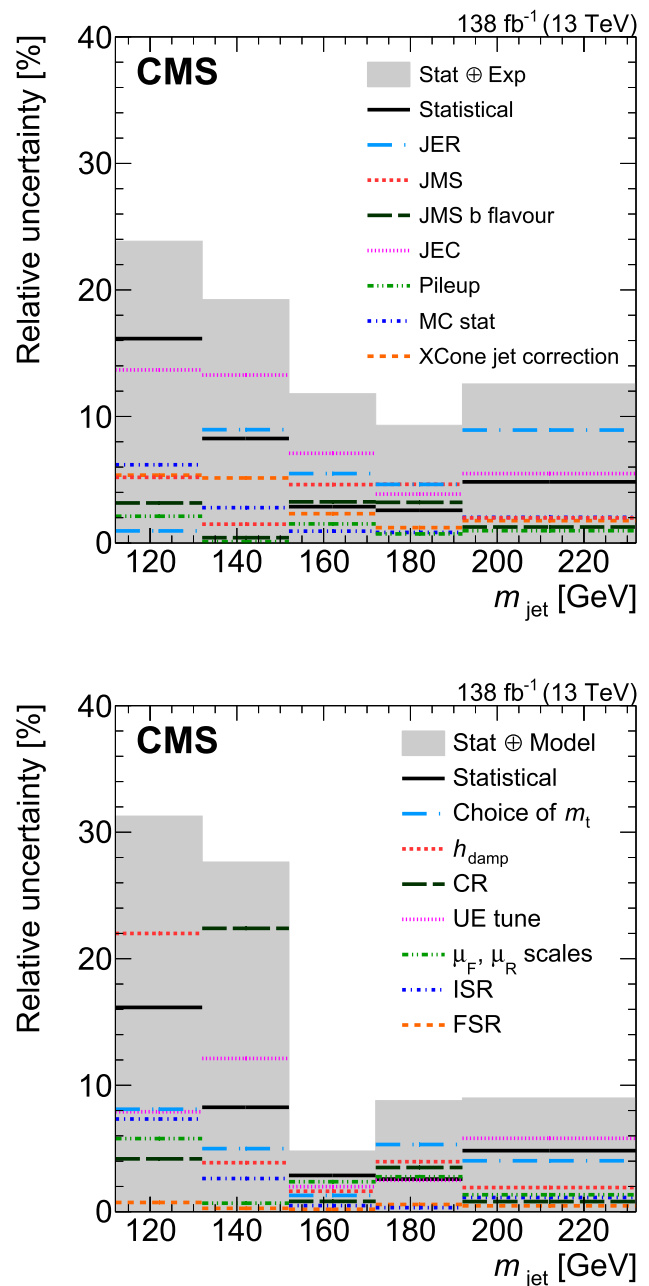 138 fb-1 (13 TeV)
40
CMS
Stat ⊕ Exp
Statistical
JER
30
JMS
JMS b flavour
JEC
20
Pileup
MC stat
XCone jet correction
10
0
Relative uncertainty [%]
120 140 160 180 200 220
m jet [GeV]
138 fb-1 (13 TeV)
40
CMS
Stat ⊕ Model
Statistical
Choice of mt
30
hdamp
CR
UE tune
20
μF, μR scales
ISR
FSR
10
0
Relative uncertainty [%]
120 140 160 180 200 220
m jet [GeV]